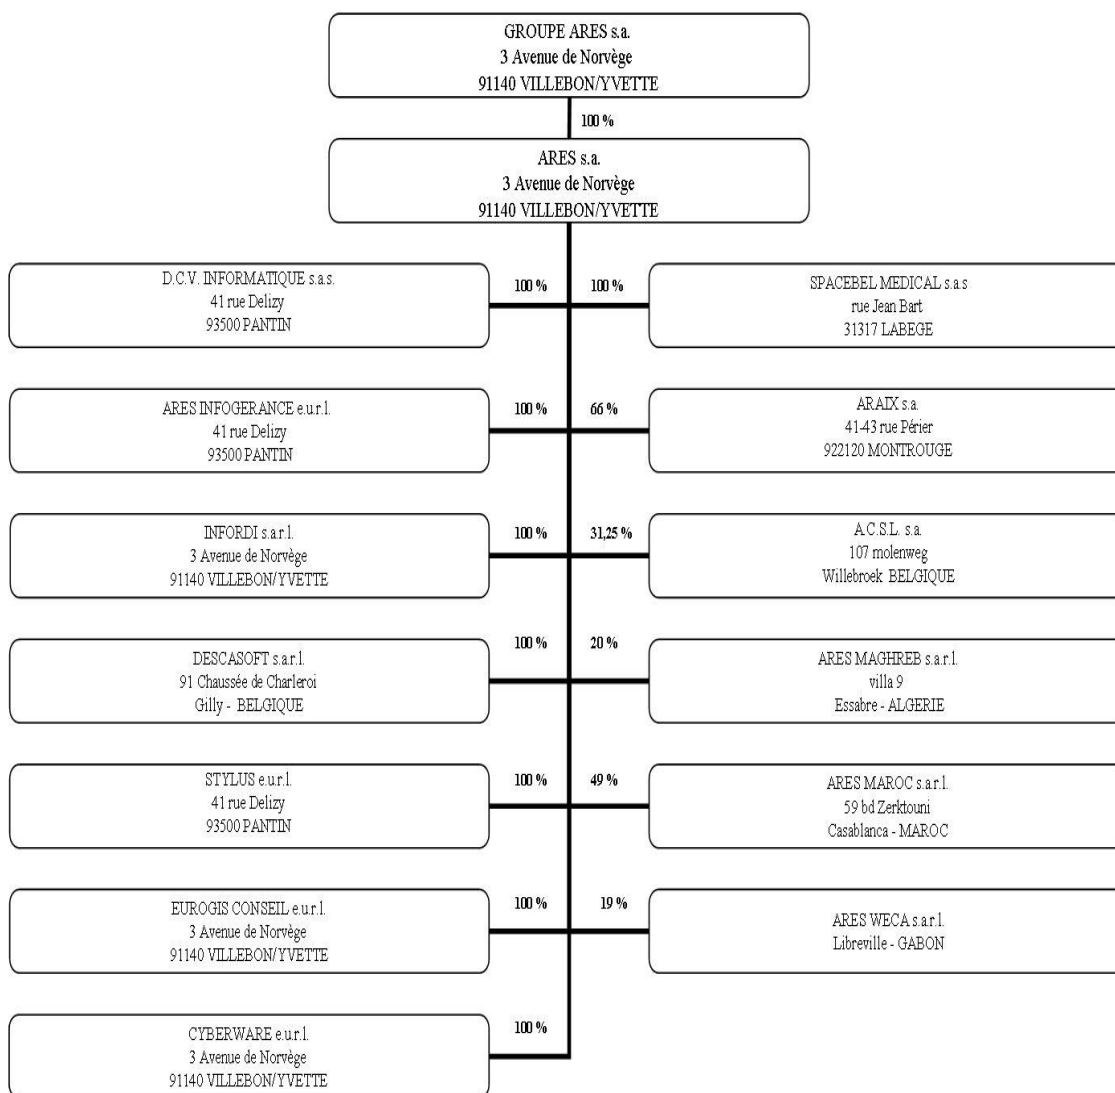 GROUPE ARES s.a.
3 Avenue de Norvège
91140 VILLEBON/YVETTE
100 %
ARES s.a.
3 Avenue de Norvège
91140 VILLEBON/YVETTE
D.C.V. INFORMATIQUE s.a.s.
41 rue Delizy
93500 PANTIN
100 %
100 %
SPACEBEL MEDICAL s.a.s
rue Jean Bart
31317 LABEGE
ARES INFOGERANCE e.u.r.l.
41 rue Delizy
93500 PANTIN
100 %
66 %
ARAIX s.a.
41-43 rue Périer
922120 MONTROUGE
INFORDI s.a.r.l.
3 Avenue de Norvège
91140 VILLEBON/YVETTE
100 %
31,25 %
A.C.S.L. s.a.
107 molenweg
Willebroek BELGIQUE
DESCASOFT s.a.r.l.
91 Chaussée de Charleroi
Gilly - BELGIQUE
100 %
20 %
ARES MAGHREB s.a.r.l.
villa 9
Essabre - ALGERIE
STYLUS e.u.r.l.
41 rue Delizy
93500 PANTIN
100 %
49 %
ARES MAROC s.a.r.l.
59 bd Zerktouni
Casablanca - MAROC
EUROGIS CONSEIL e.u.r.l.
3 Avenue de Norvège
91140 VILLEBON/YVETTE
100 %
19 %
ARES WECA s.a.r.l.
Libreville - GABON
CYBERWARE e.u.r.l.
3 Avenue de Norvège
91140 VILLEBON/YVETTE
100 %